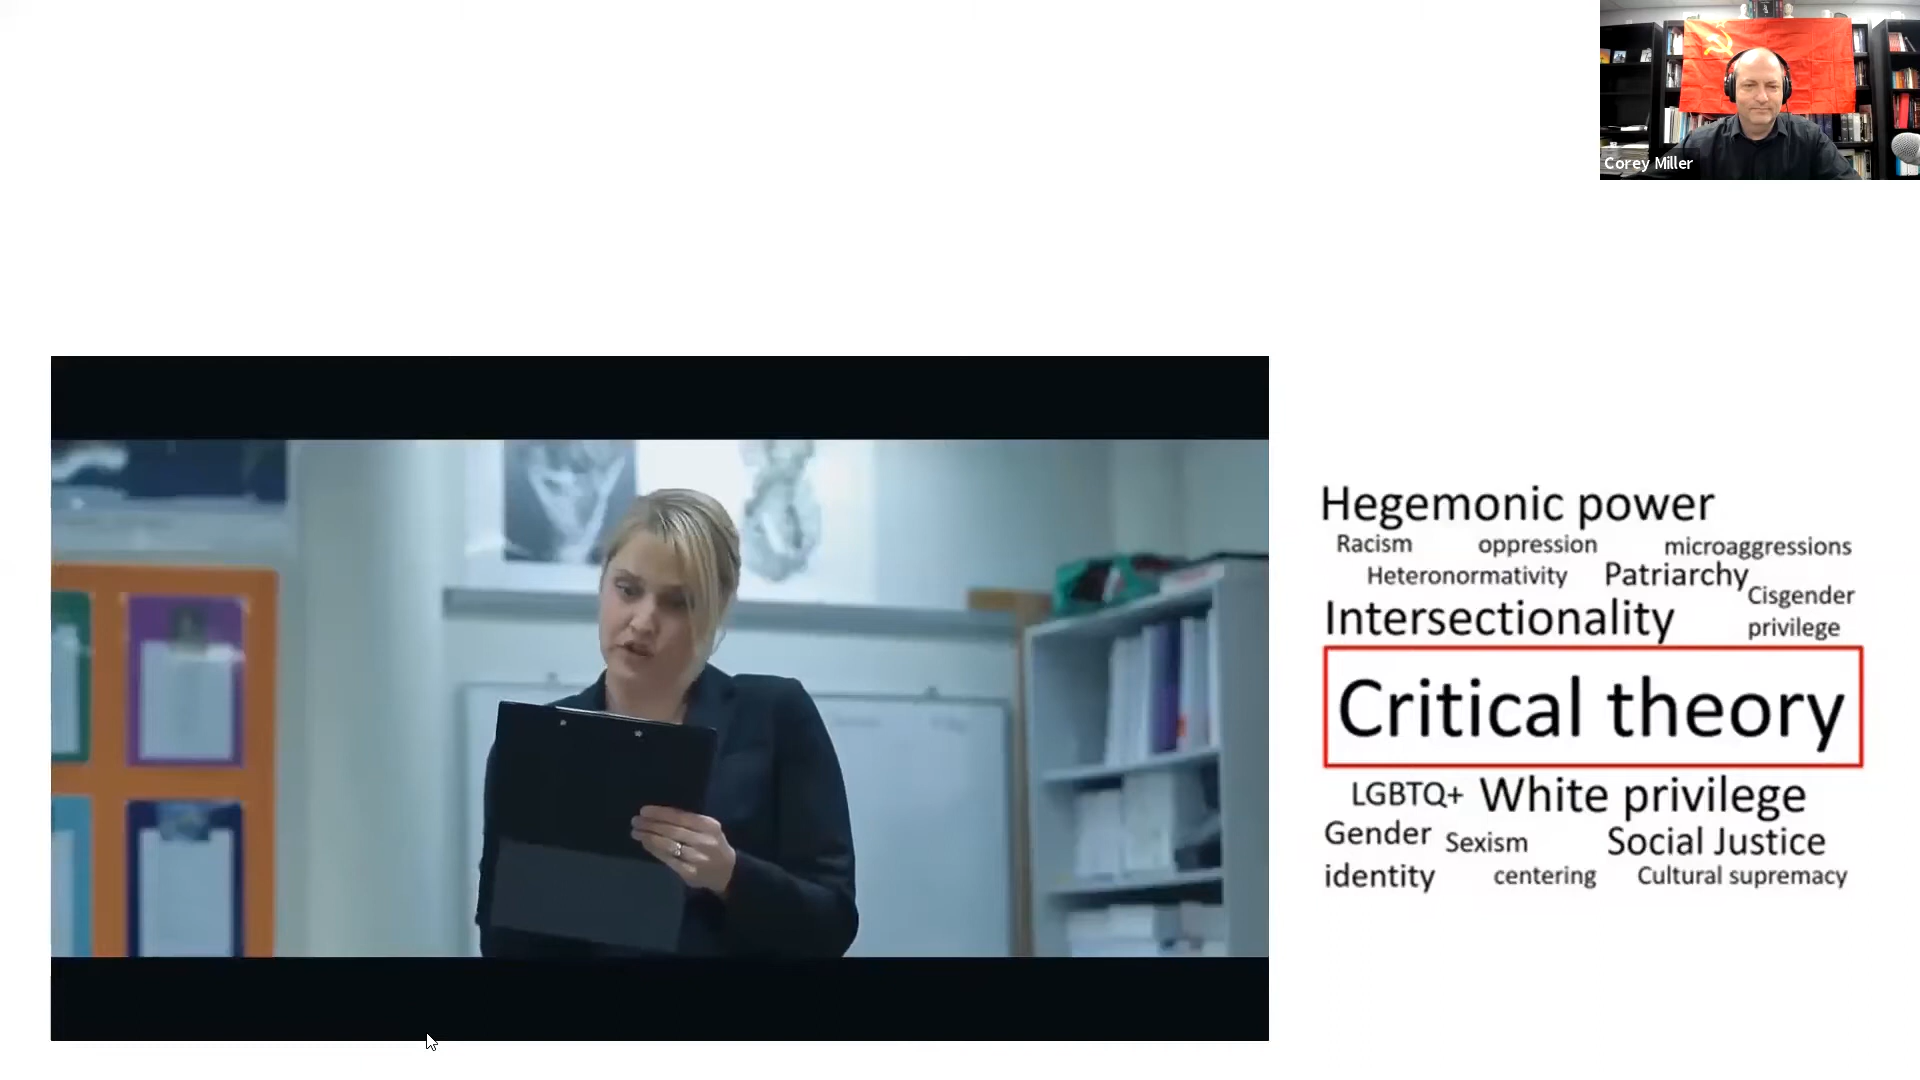 Corey Miller
Hegemonic power
Racism oppression microaggressions
Heteronormativity Patriarchy
Cisgender
Intersectionality privilege
Critical theory
LGBTQ+ White privilege
Gender Sexism Social Justice
identity centering Cultural supremacy